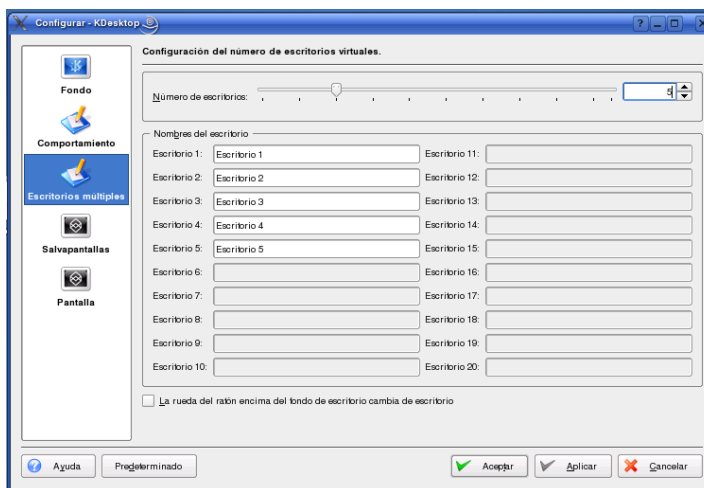 Configurar - KDesktop
Configuración del número de escritorios virtuales.
Fondo
Comportamiento
Escritorios múltiples
Salvapantallas
Pantalla
Número de escritorios: 5
Nombres del escritorio
Escritorio 1: Escritorio 1 Escritorio 11:
Escritorio 2: Escritorio 2 Escritorio 12:
Escritorio 3: Escritorio 3 Escritorio 13:
Escritorio 4: Escritorio 4 Escritorio 14:
Escritorio 5: Escritorio 5 Escritorio 15:
Escritorio 6: Escritorio 16:
Escritorio 7: Escritorio 17:
Escritorio 8: Escritorio 18:
Escritorio 9: Escritorio 19:
Escritorio 10: Escritorio 20:
La rueda del ratón encima del fondo de escritorio cambia de escritorio
Ayuda Predeterminado Aceptar Aplicar Cancelar